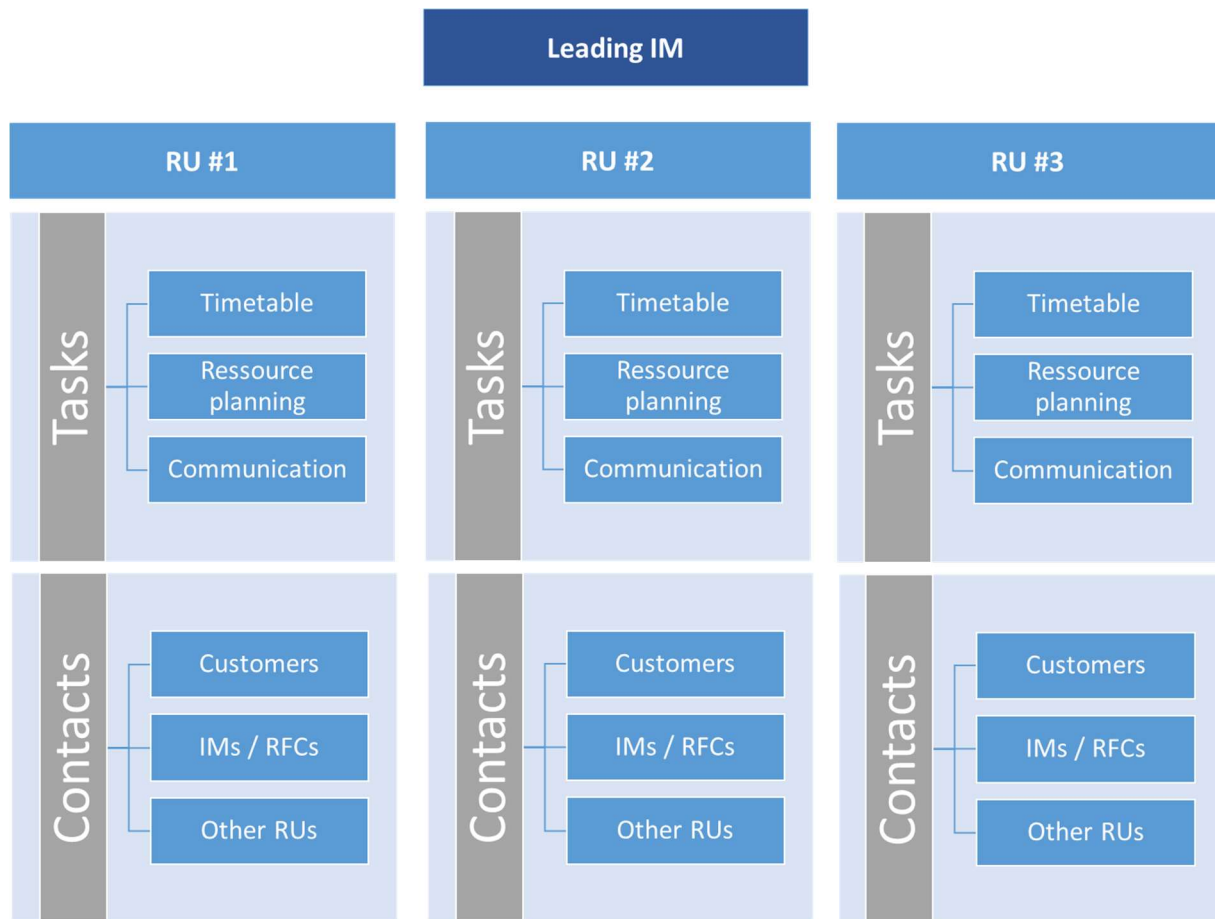 Leading IM
RU #1
RU #2
RU #3
Tasks
Timetable
Ressource
planning
Communication
Tasks
Timetable
Ressource
planning
Communication
Tasks
Timetable
Ressource
planning
Communication
Contacts
Customers
IMs / RFCs
Other RUs
Contacts
Customers
IMs / RFCs
Other RUs
Contacts
Customers
IMs / RFCs
Other RUs